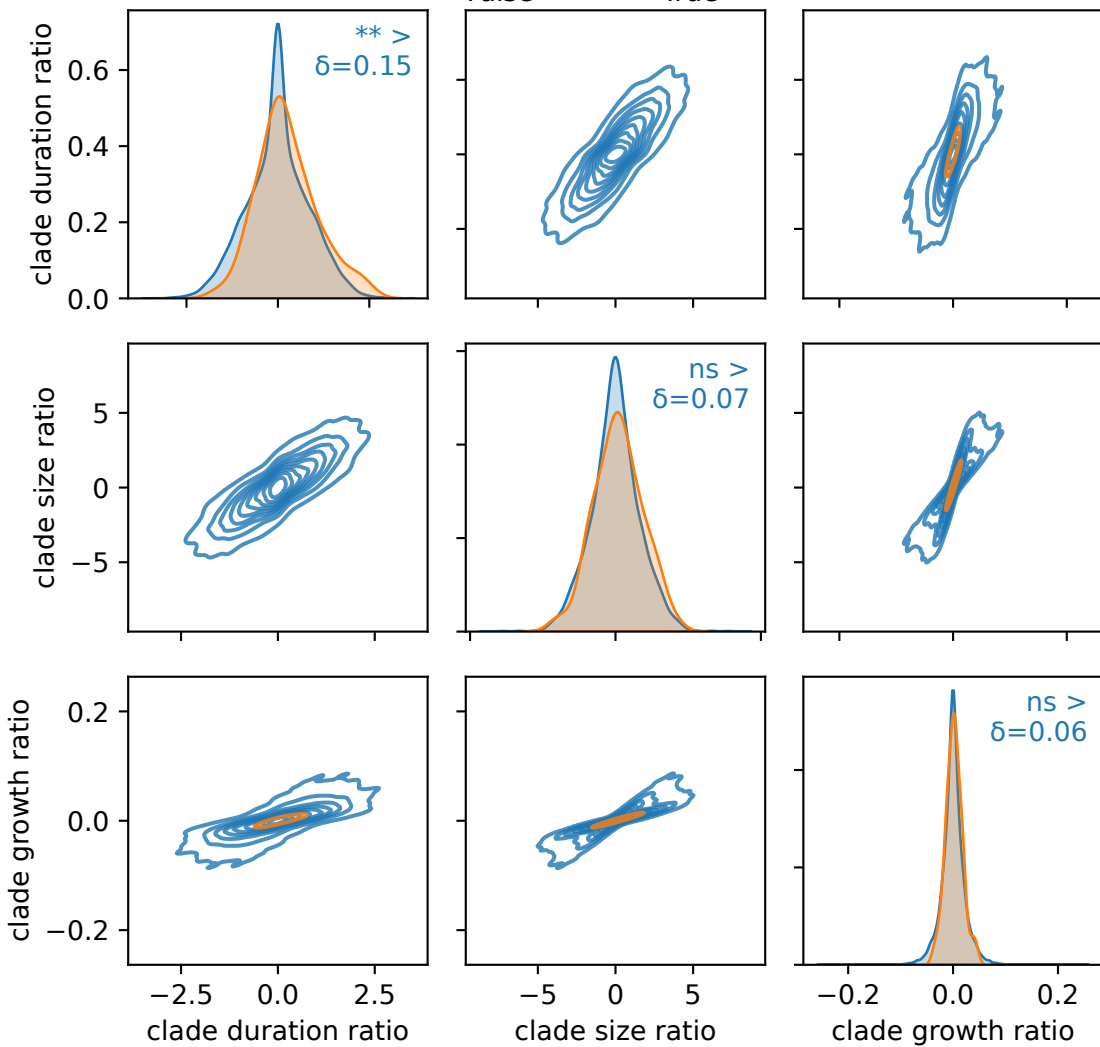 True
clade duration ratio
0.6
0.4
0.2
0.0
** >
δ=0.15
clade size ratio
5
0
−5
ns >
δ=0.07
clade growth ratio
0.2
0.0
−0.2
ns >
δ=0.06
−2.5 0.0 2.5
−5 0 5
−0.2 0.0 0.2
clade duration ratio
clade size ratio
clade growth ratio